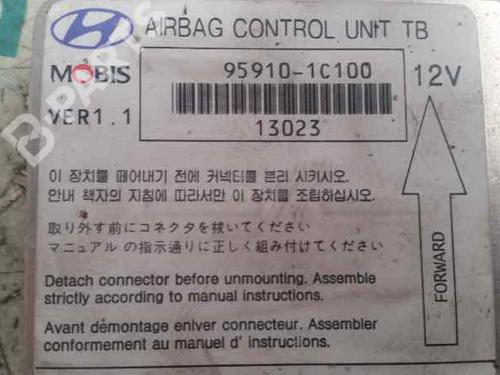 AIRBAG CONTROL UNIT TB
MOBIS
95910-1C100
12V
VER1.1
13023
이 장치를 떼어내기 전에 커넥터를 분리 시키시오.
안내 책자의 지침에 따라서만 이 장치를 조립하십시오.
取り外す前にコネクタを抜いてください
マニュアル の指示通りに正しく組み付けてください
FORWARD
Detach connector before unmounting. Assemble
strictly according to manual instructions.
Avant démontage enliver connecteur. Assembler
conformement au manuel d' instructions.